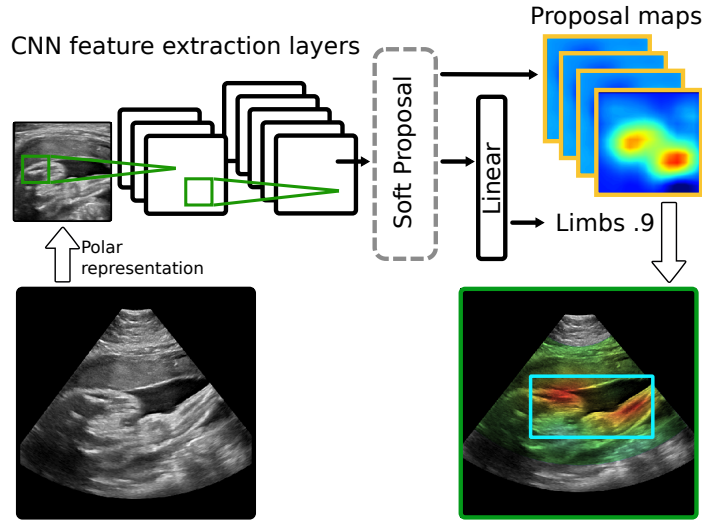 Proposal maps
CNN feature extraction layers
Soft Proposal
Linear
Limbs .9
Polar
representation